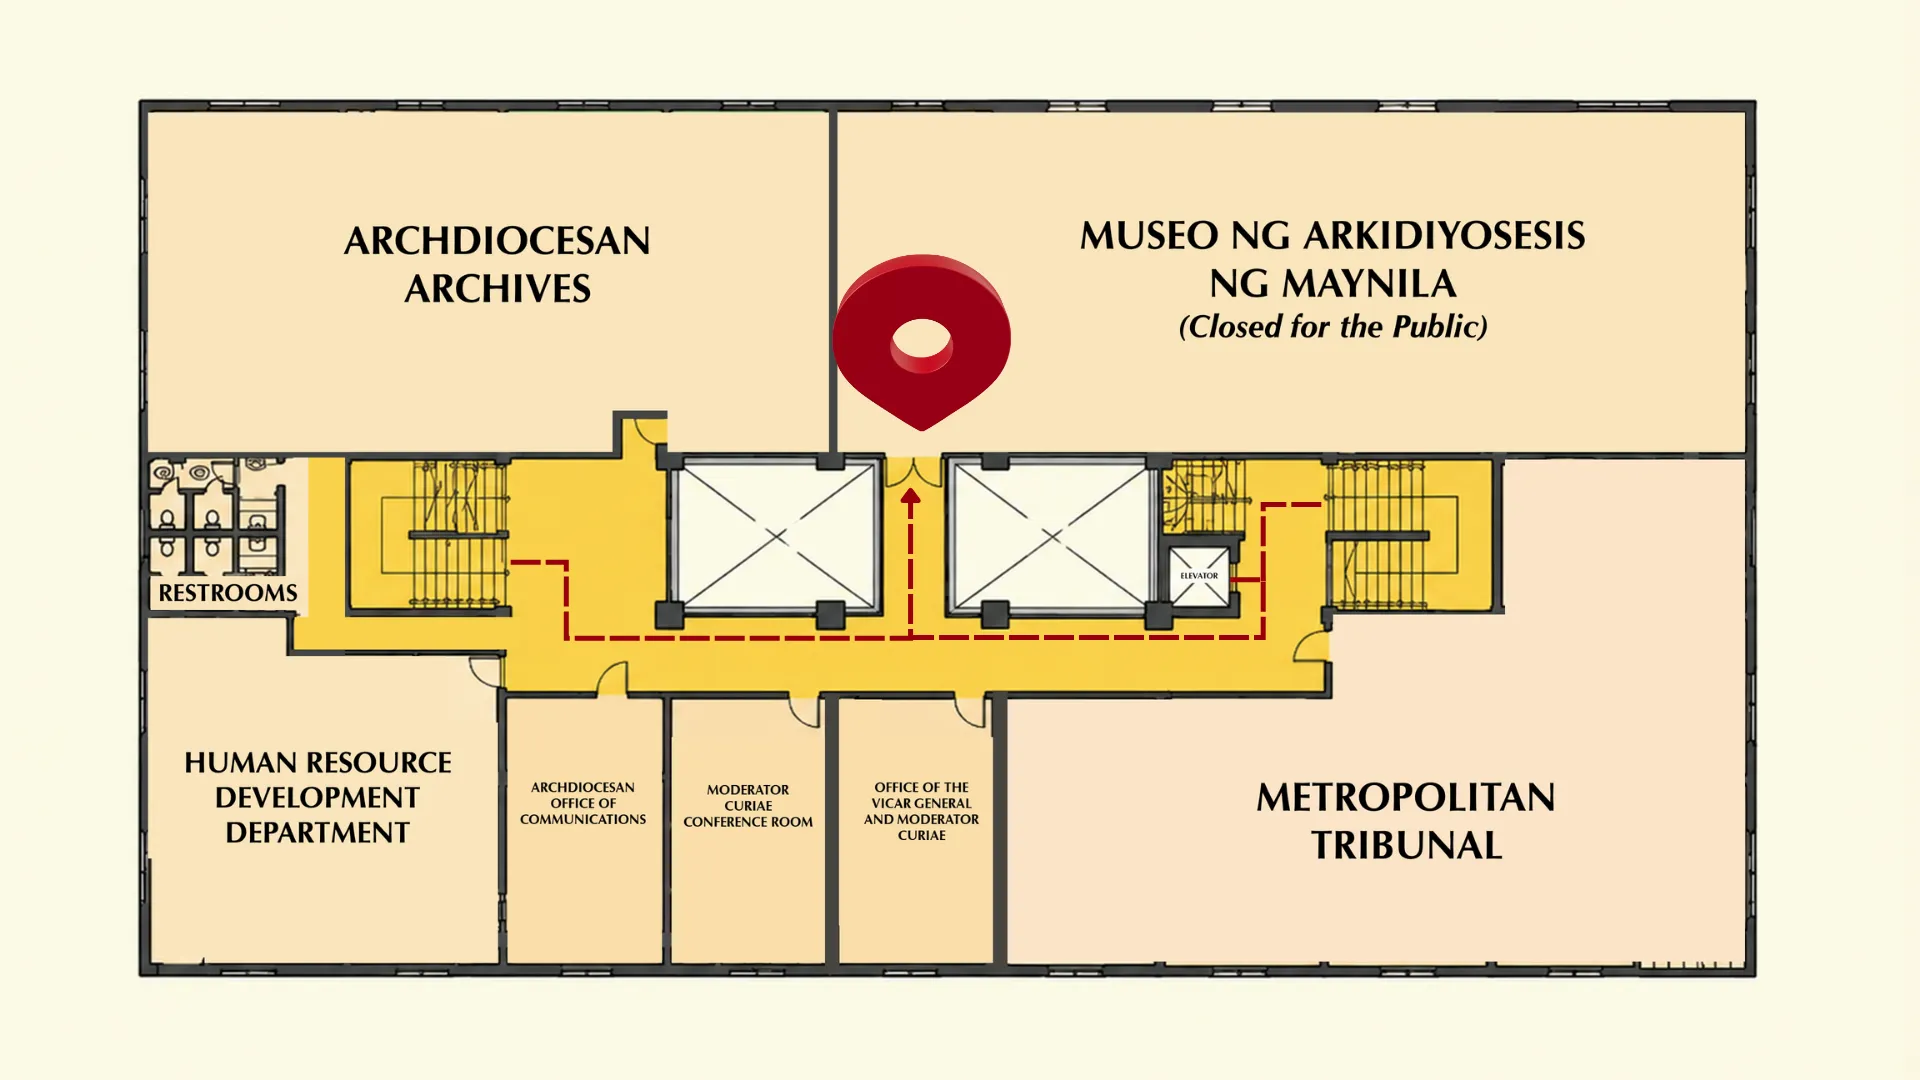 ARCHDIOCESAN
ARCHIVES
MUSEO NG ARKIDIYOSESIS
NG MAYNILA
(Closed for the Public)
ELEVATOR
RESTROOMS
HUMAN RESOURCE
DEVELOPMENT
DEPARTMENT
ARCHDIOCESAN
OFFICE OF
COMMUNICATIONS
MODERATOR
CURIAE
CONFERENCE ROOM
OFFICE OF THE
VICAR GENERAL
AND MODERATOR
CURIAE
METROPOLITAN
TRIBUNAL